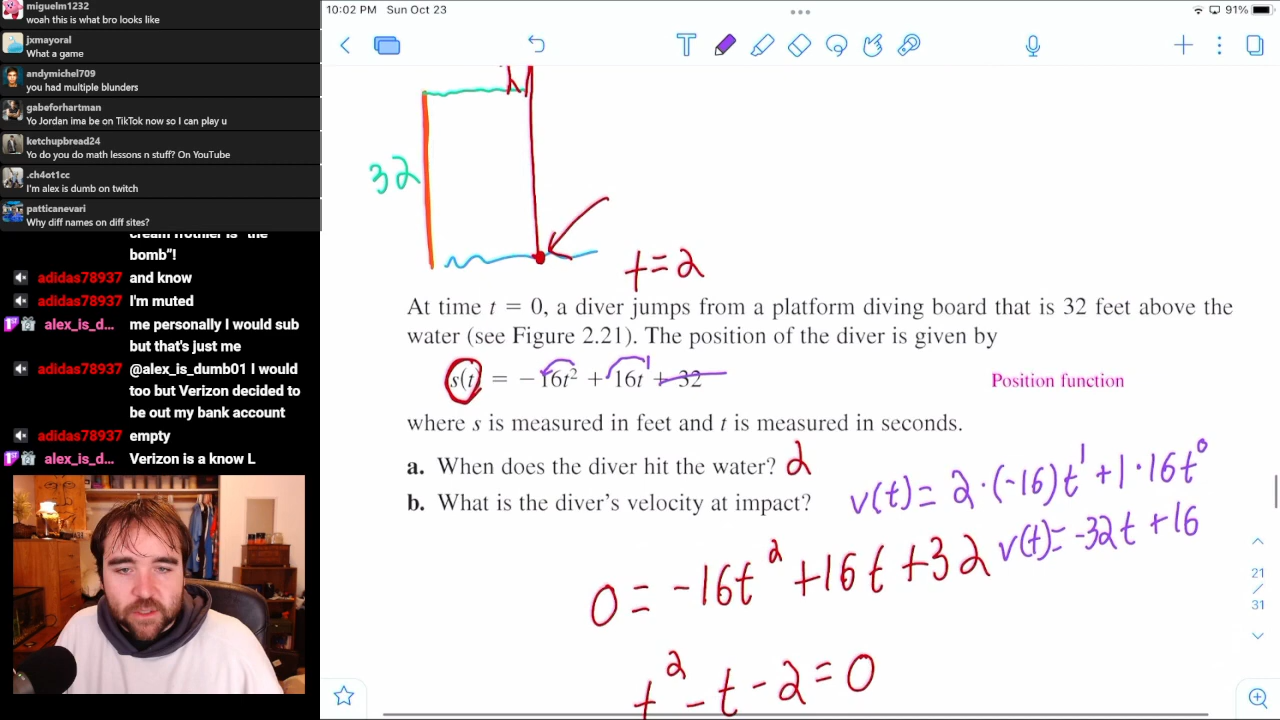 miguelm1232
woah this is what bro looks like
jxmayoral
What a game
andymichel709
you had multiple blunders
gabeforhartman
Yo Jordan ima be on TikTok now so I can play u
ketchupbread24
Yo do you do math lessons n stuff? On YouTube
.ch4ot1cc
I'm alex is dumb on twitch
patticanevari
Why diff names on diff sites?
cream frother is "the
bomb"!
adidas78937 and know
adidas78937 I'm muted
alex_is_d... me personally I would sub
but that's just me
adidas78937 @alex_is_dumb01 I would
too but Verizon decided to
be out my bank account
adidas78937 empty
alex_is_d... Verizon is a know L
10:02 PM Sun Oct 23
91%
32
t=2
At time t = 0, a diver jumps from a platform diving board that is 32 feet above the
water (see Figure 2.21). The position of the diver is given by
s(t) = −16t² + 16t¹ + 32
Position function
where s is measured in feet and t is measured in seconds.
a. When does the diver hit the water? 2
b. What is the diver's velocity at impact?
v(t) = 2·(-16)t¹ + 1·16t⁰
v(t) = -32t + 16
0 = -16t² + 16t + 32
t² - t - 2 = 0
21
/
31